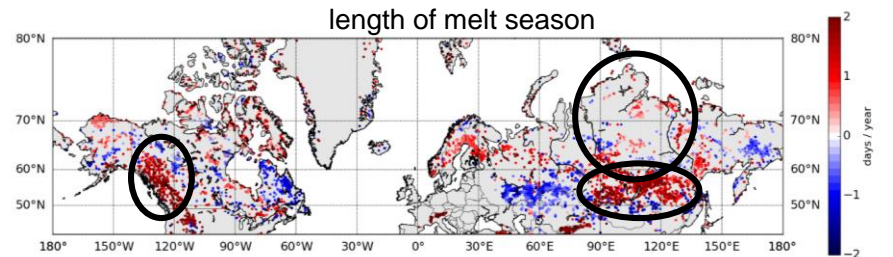 length of melt season
80°N
70°N
60°N
50°N
80°N
70°N
60°N
50°N
180°
150°W
120°W
90°W
60°W
30°W
0°
30°E
60°E
90°E
120°E
150°E
180°
2
1
0
−1
−2
days / year